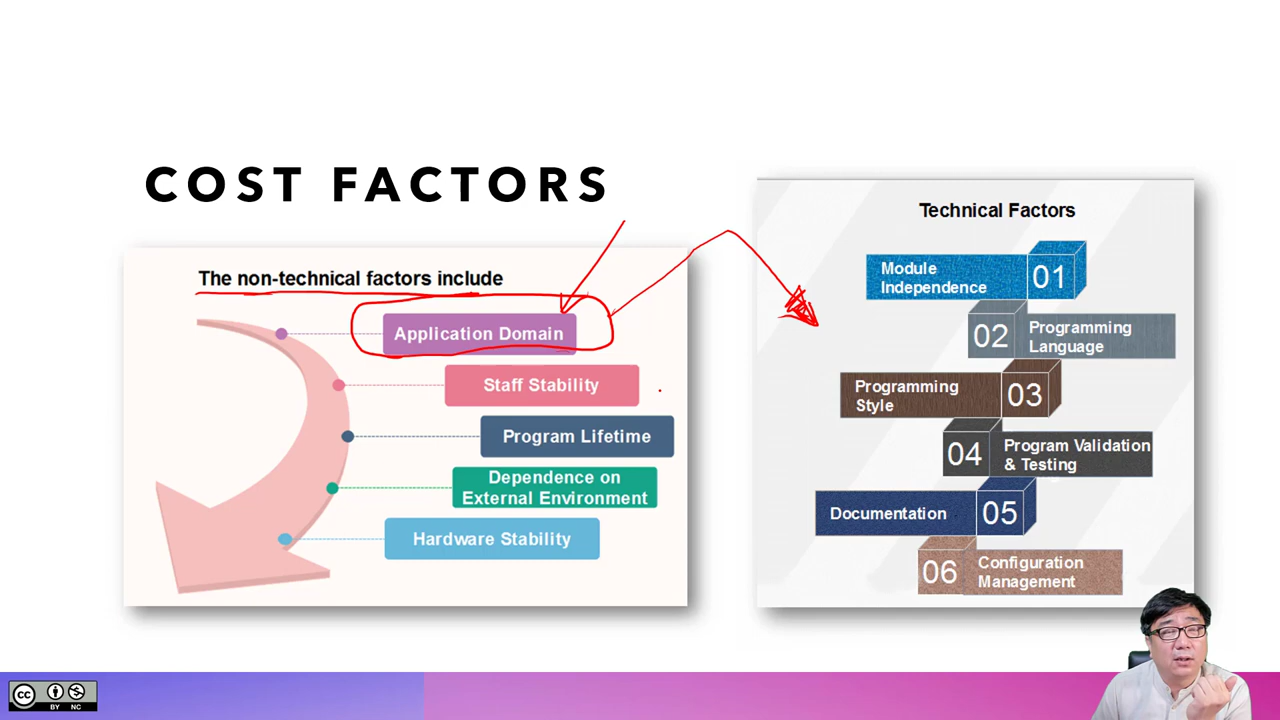 COST FACTORS
The non-technical factors include
Application Domain
Staff Stability
Program Lifetime
Dependence on
External Environment
Hardware Stability
Technical Factors
Module
Independence
01
02
Programming
Language
Programming
Style
03
04
Program Validation
& Testing
Documentation
05
06
Configuration
Management
cc
BY NC